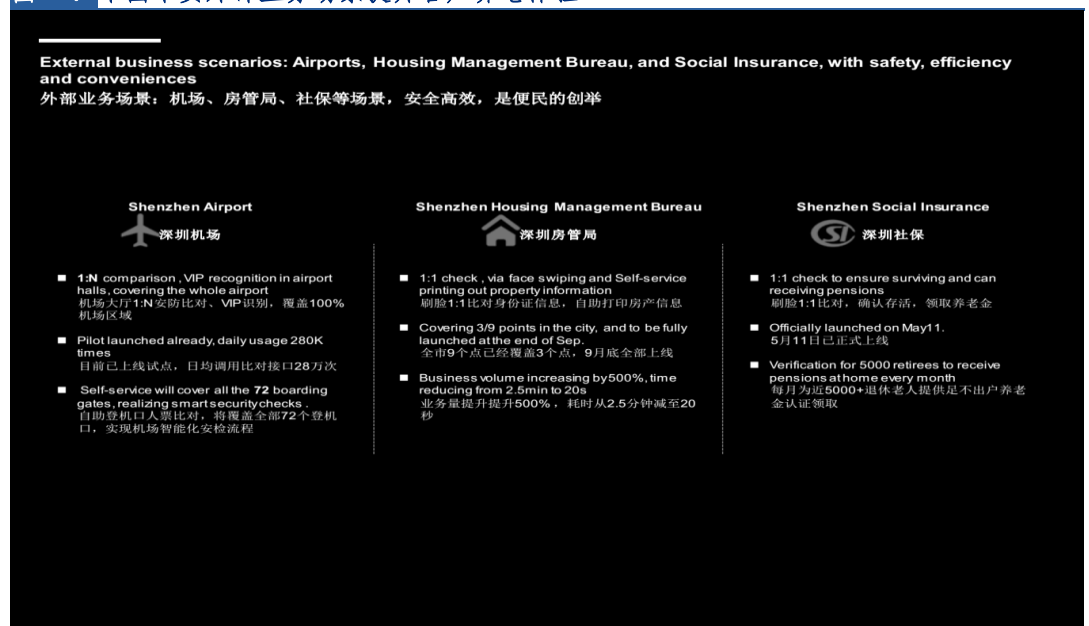 External business scenarios: Airports, Housing Management Bureau, and Social Insurance, with safety, efficiency
and conveniences
外部业务场景：机场、房管局、社保等场景，安全高效，是便民的创举
Shenzhen Airport
深圳机场
■ 1:N comparison, VIP recognition in airport
halls, covering the whole airport
机场大厅1:N安防比对、VIP识别，覆盖100%
机场区域
■ Pilot launched already, daily usage 280K
times
目前已上线试点，日均调用比对接口28万次
■ Self-service will cover all the 72 boarding
gates, realizing smart security checks .
自助登机口人票比对，将覆盖全部72个登机
口，实现机场智能化安检流程
Shenzhen Housing Management Bureau
深圳房管局
■ 1:1 check , via face swiping and Self-service
printing out property information
刷脸1:1比对身份证信息，自助打印房产信息
■ Covering 3/9 points in the city, and to be fully
launched at the end of Sep.
全市9个点已经覆盖3个点，9月底全部上线
■ Business volume increasing by 500%, time
reducing from 2.5min to 20s
业务量提升提升500%，耗时从2.5分钟减至20
秒
Shenzhen Social Insurance
SI 深圳社保
■ 1:1 check to ensure surviving and can
receiving pensions
刷脸1:1比对，确认存活，领取养老金
■ Officially launched on May11.
5月11日已正式上线
■ Verification for 5000 retirees to receive
pensions at home every month
每月为近5000+退休老人提供足不出户养老
金认证领取